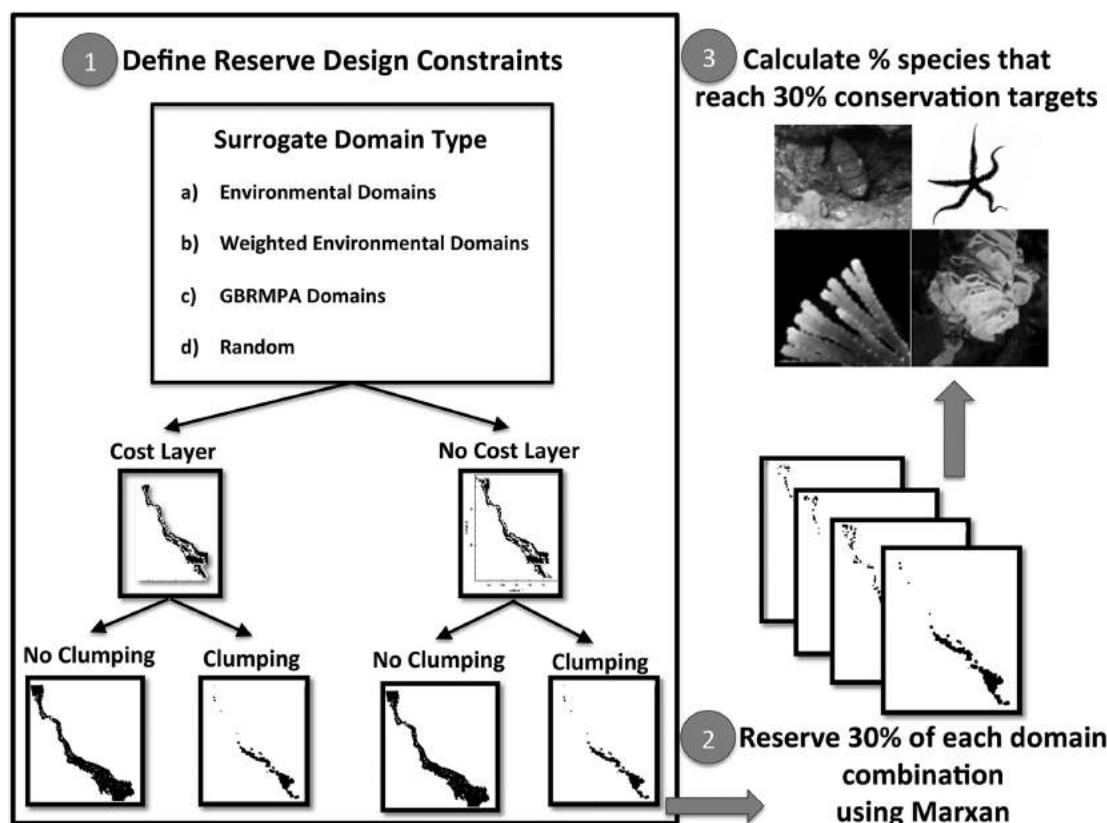 1 Define Reserve Design Constraints
Surrogate Domain Type
a) Environmental Domains
b) Weighted Environmental Domains
c) GBRMPA Domains
d) Random
Cost Layer
No Cost Layer
No Clumping
Clumping
No Clumping
Clumping
2 Reserve 30% of each domain
combination
using Marxan
3 Calculate % species that
reach 30% conservation targets